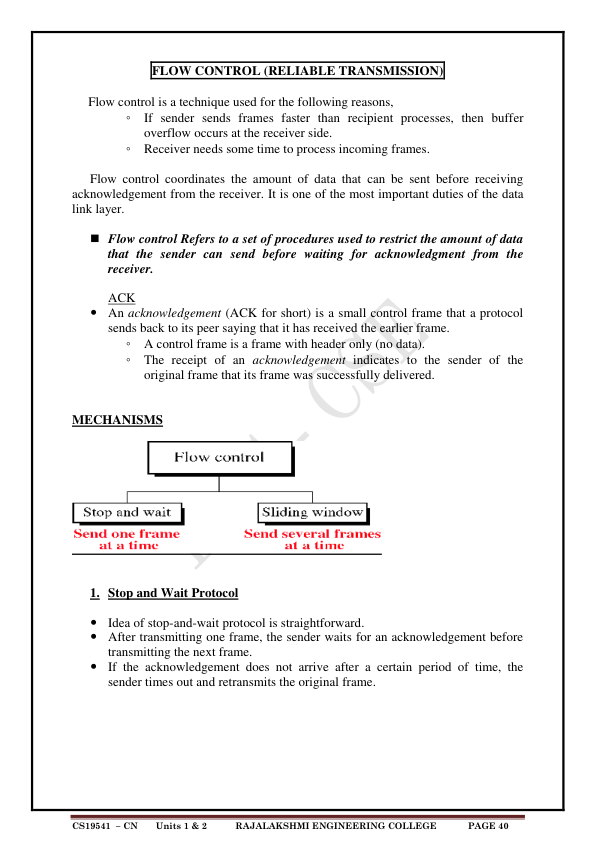 FLOW CONTROL (RELIABLE TRANSMISSION)
Flow control is a technique used for the following reasons,
◦ If sender sends frames faster than recipient processes, then buffer
overflow occurs at the receiver side.
◦ Receiver needs some time to process incoming frames.
Flow control coordinates the amount of data that can be sent before receiving
acknowledgement from the receiver. It is one of the most important duties of the data
link layer.
■ Flow control Refers to a set of procedures used to restrict the amount of data
that the sender can send before waiting for acknowledgment from the
receiver.
ACK
• An acknowledgement (ACK for short) is a small control frame that a protocol
sends back to its peer saying that it has received the earlier frame.
◦ A control frame is a frame with header only (no data).
◦ The receipt of an acknowledgement indicates to the sender of the
original frame that its frame was successfully delivered.
MECHANISMS
Flow control
Stop and wait
Sliding window
Send one frame
at a time
Send several frames
at a time
1. Stop and Wait Protocol
• Idea of stop-and-wait protocol is straightforward.
• After transmitting one frame, the sender waits for an acknowledgement before
transmitting the next frame.
• If the acknowledgement does not arrive after a certain period of time, the
sender times out and retransmits the original frame.
CS19541 – CN Units 1 & 2 RAJALAKSHMI ENGINEERING COLLEGE PAGE 40
- CSE